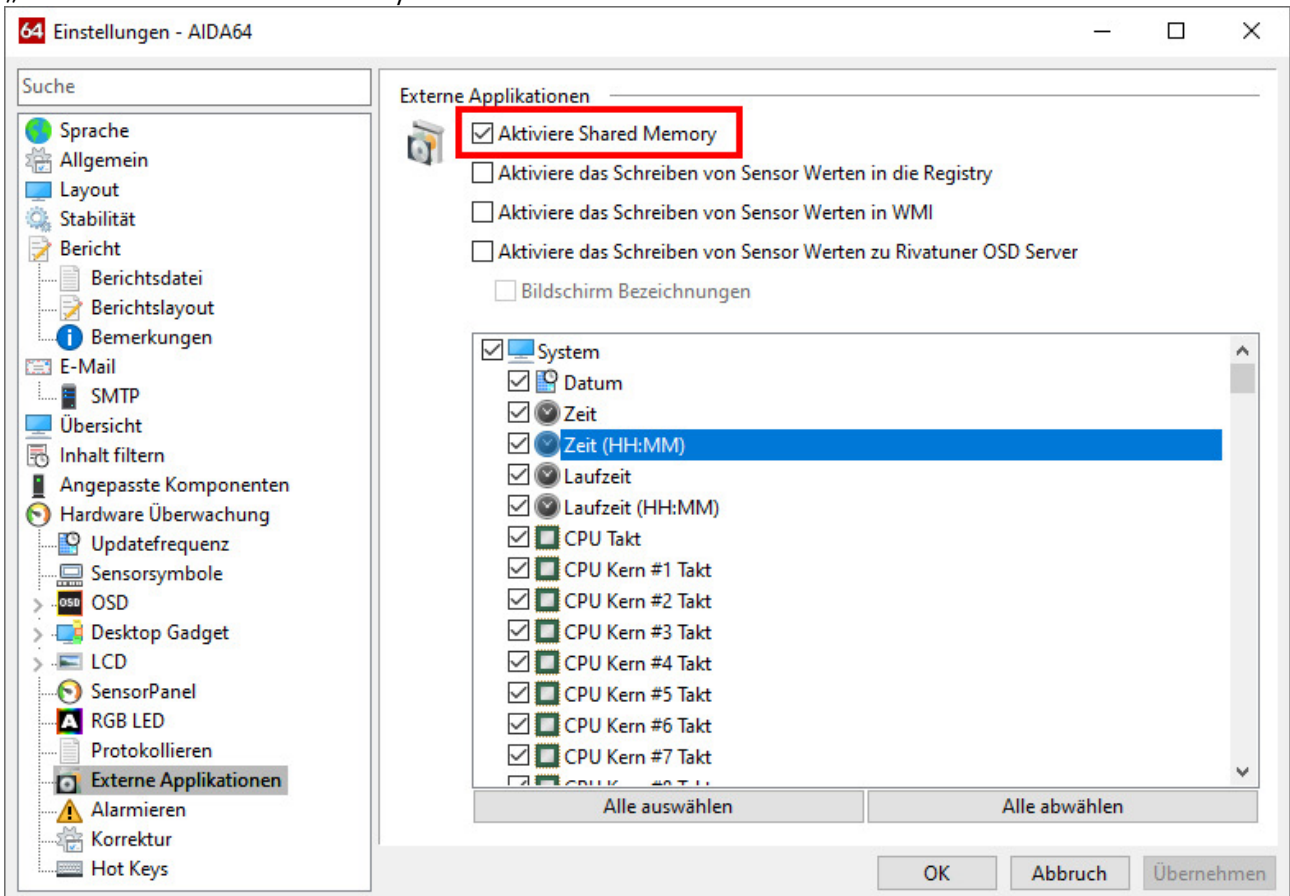 64 Einstellungen - AIDA64
Suche
Sprache
Allgemein
Layout
Stabilität
Bericht
Berichtsdatei
Berichtslayout
Bemerkungen
E-Mail
SMTP
Übersicht
Inhalt filtern
Angepasste Komponenten
Hardware Überwachung
Updatefrequenz
Sensorsymbole
OSD OSD
Desktop Gadget
LCD
SensorPanel
A RGB LED
Protokollieren
Externe Applikationen
Alarmieren
Korrektur
Hot Keys
Externe Applikationen
Aktiviere Shared Memory
Aktiviere das Schreiben von Sensor Werten in die Registry
Aktiviere das Schreiben von Sensor Werten in WMI
Aktiviere das Schreiben von Sensor Werten zu Rivatuner OSD Server
Bildschirm Bezeichnungen
System
Datum
Zeit
Zeit (HH:MM)
Laufzeit
Laufzeit (HH:MM)
CPU Takt
CPU Kern #1 Takt
CPU Kern #2 Takt
CPU Kern #3 Takt
CPU Kern #4 Takt
CPU Kern #5 Takt
CPU Kern #6 Takt
CPU Kern #7 Takt
Alle auswählen
Alle abwählen
OK
Abbruch
Übernehmen